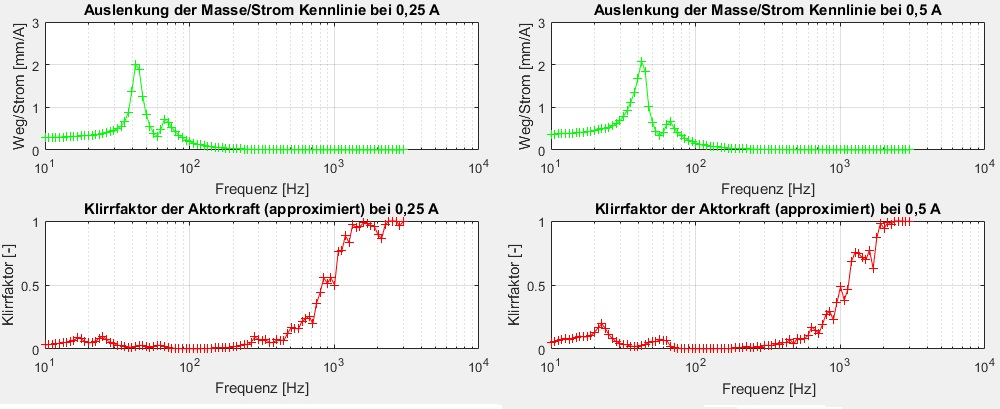 Auslenkung der Masse/Strom Kennlinie bei 0,25 A
Weg/Strom [mm/A]
3
2
1
0
10^1
10^2
10^3
10^4
Frequenz [Hz]
Auslenkung der Masse/Strom Kennlinie bei 0,5 A
Weg/Strom [mm/A]
3
2
1
0
10^1
10^2
10^3
10^4
Frequenz [Hz]
Klirrfaktor der Aktorkraft (approximiert) bei 0,25 A
Klirrfaktor [-]
1
0.5
0
10^1
10^2
10^3
10^4
Frequenz [Hz]
Klirrfaktor der Aktorkraft (approximiert) bei 0,5 A
Klirrfaktor [-]
1
0.5
0
10^1
10^2
10^3
10^4
Frequenz [Hz]